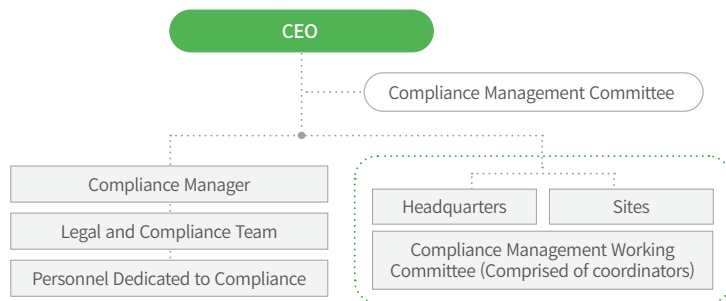 CEO
Compliance Management Committee
Compliance Manager
Legal and Compliance Team
Personnel Dedicated to Compliance
Headquarters
Sites
Compliance Management Working
Committee (Comprised of coordinators)